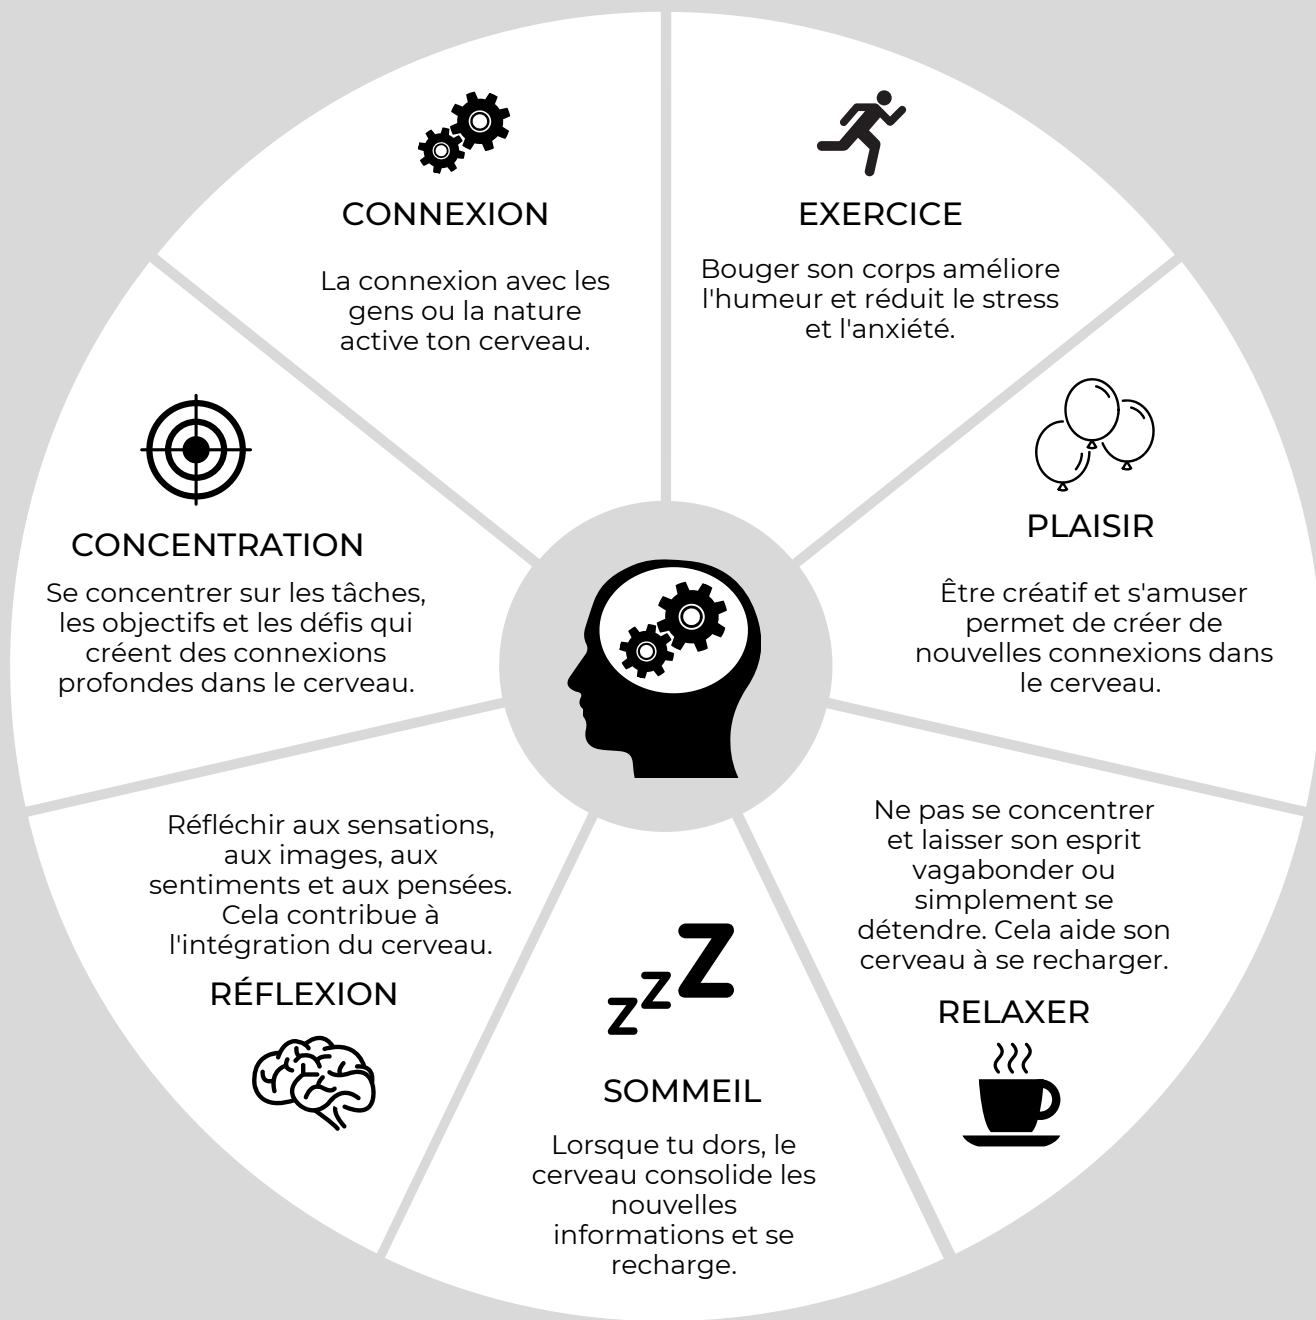 CONNEXION
La connexion avec les
gens ou la nature
active ton cerveau.
EXERCICE
Bouger son corps améliore
l'humeur et réduit le stress
et l'anxiété.
PLAISIR
Être créatif et s'amuser
permet de créer de
nouvelles connexions dans
le cerveau.
Ne pas se concentrer
et laisser son esprit
vagabonder ou
simplement se
détendre. Cela aide son
cerveau à se recharger.
RELAXER
zzZ
SOMMEIL
Lorsque tu dors, le
cerveau consolide les
nouvelles
informations et se
recharge.
Réfléchir aux sensations,
aux images, aux
sentiments et aux pensées.
Cela contribue à
l'intégration du cerveau.
RÉFLEXION
CONCENTRATION
Se concentrer sur les tâches,
les objectifs et les défis qui
créent des connexions
profondes dans le cerveau.